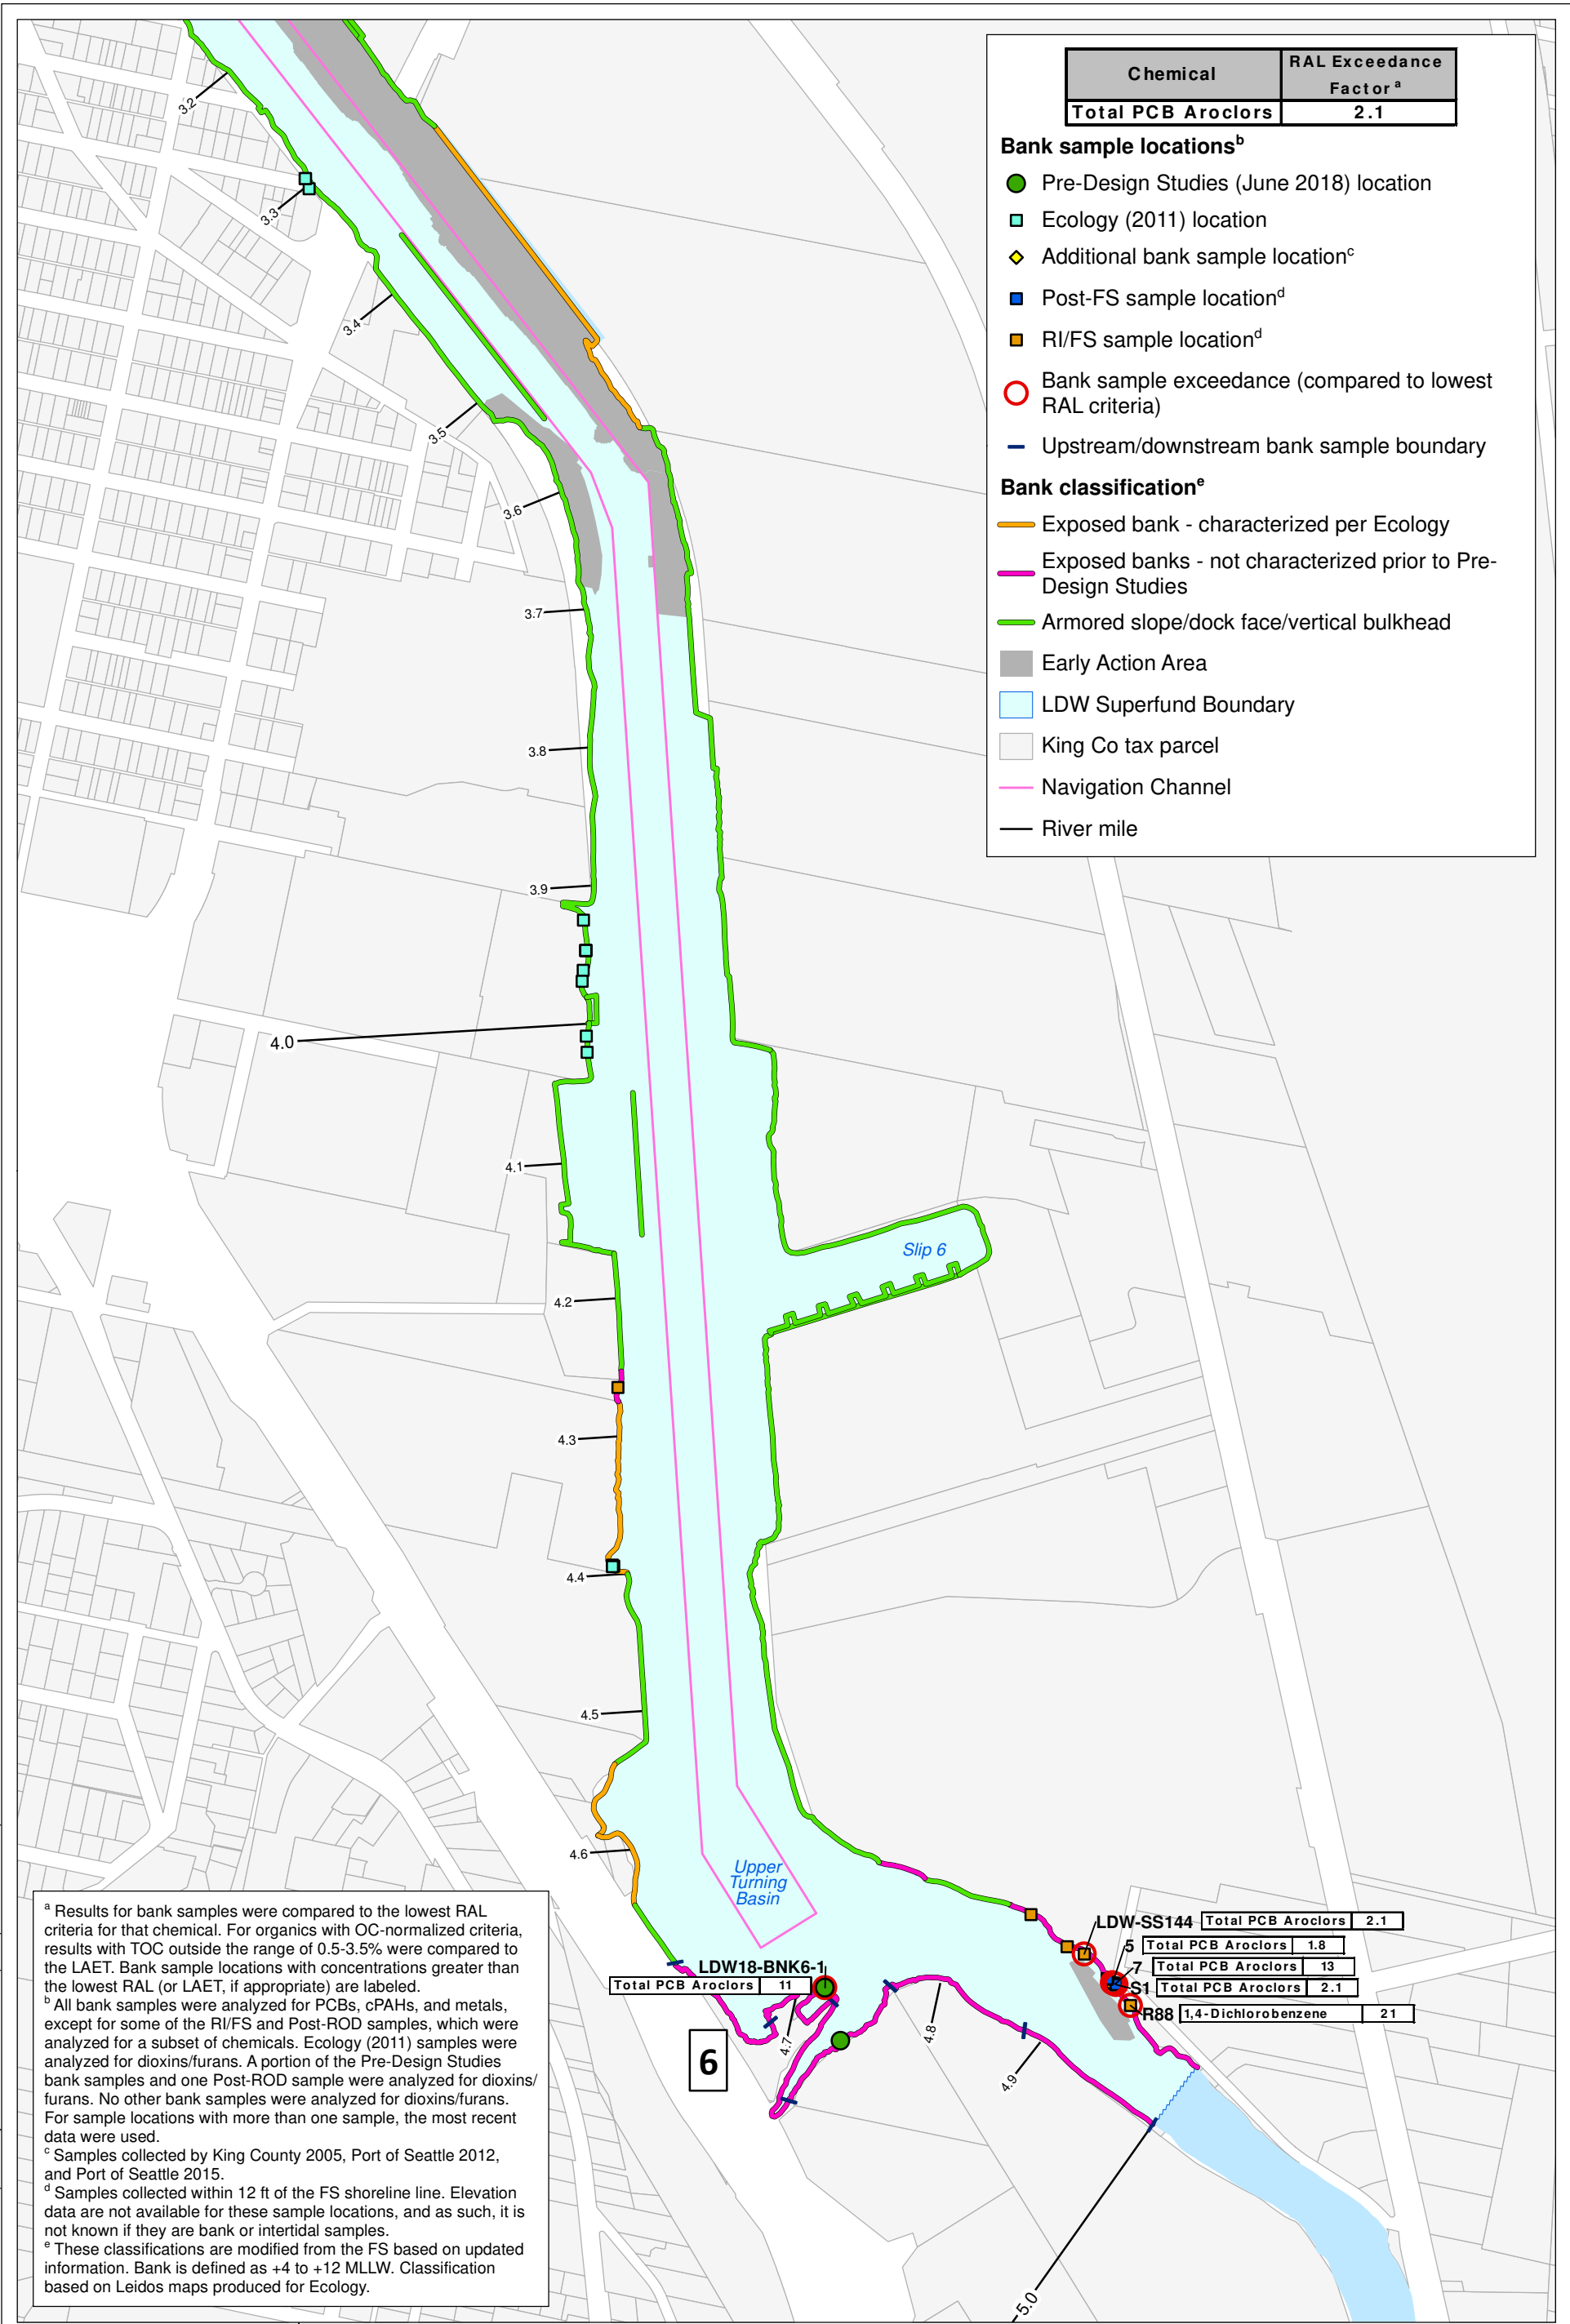 Chemical
RAL Exceedance
Factor a
Total PCB Aroclors
2.1
Bank sample locationsb
Pre-Design Studies (June 2018) location
Ecology (2011) location
Additional bank sample locationc
Post-FS sample locationd
RI/FS sample locationd
Bank sample exceedance (compared to lowest
RAL criteria)
Upstream/downstream bank sample boundary
Bank classificatione
Exposed bank - characterized per Ecology
Exposed banks - not characterized prior to Pre-
Design Studies
Armored slope/dock face/vertical bulkhead
Early Action Area
LDW Superfund Boundary
King Co tax parcel
Navigation Channel
River mile
3.2
3.3
3.4
3.5
3.6
3.7
3.8
3.9
4.0
4.1
Slip 6
4.2
4.3
4.4
4.5
4.6
Upper
Turning
Basin
LDW-SS144
Total PCB Aroclors 2.1
5
Total PCB Aroclors 1.8
7
Total PCB Aroclors 13
S1
Total PCB Aroclors 2.1
R88
1,4-Dichlorobenzene 21
LDW18-BNK6-1
Total PCB Aroclors 11
4.7
4.8
4.9
6
5.0
a Results for bank samples were compared to the lowest RAL
criteria for that chemical. For organics with OC-normalized criteria,
results with TOC outside the range of 0.5-3.5% were compared to
the LAET. Bank sample locations with concentrations greater than
the lowest RAL (or LAET, if appropriate) are labeled.
b All bank samples were analyzed for PCBs, cPAHs, and metals,
except for some of the RI/FS and Post-ROD samples, which were
analyzed for a subset of chemicals. Ecology (2011) samples were
analyzed for dioxins/furans. A portion of the Pre-Design Studies
bank samples and one Post-ROD sample were analyzed for dioxins/
furans. No other bank samples were analyzed for dioxins/furans.
For sample locations with more than one sample, the most recent
data were used.
c Samples collected by King County 2005, Port of Seattle 2012,
and Port of Seattle 2015.
d Samples collected within 12 ft of the FS shoreline line. Elevation
data are not available for these sample locations, and as such, it is
not known if they are bank or intertidal samples.
e These classifications are modified from the FS based on updated
information. Bank is defined as +4 to +12 MLLW. Classification
based on Leidos maps produced for Ecology.